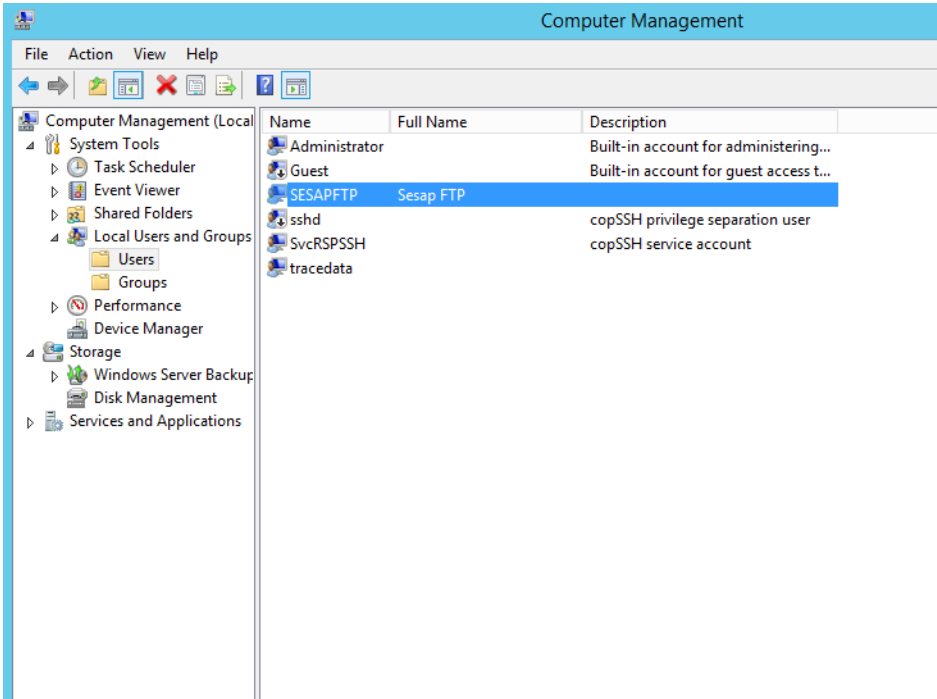 Computer Management
File Action View Help
Computer Management (Local
System Tools
Task Scheduler
Event Viewer
Shared Folders
Local Users and Groups
Users
Groups
Performance
Device Manager
Storage
Windows Server Backup
Disk Management
Services and Applications
Name Full Name Description
Administrator Built-in account for administering...
Guest Built-in account for guest access t...
SESAPFTP Sesap FTP
sshd copSSH privilege separation user
SvcRSPSSH copSSH service account
tracedata